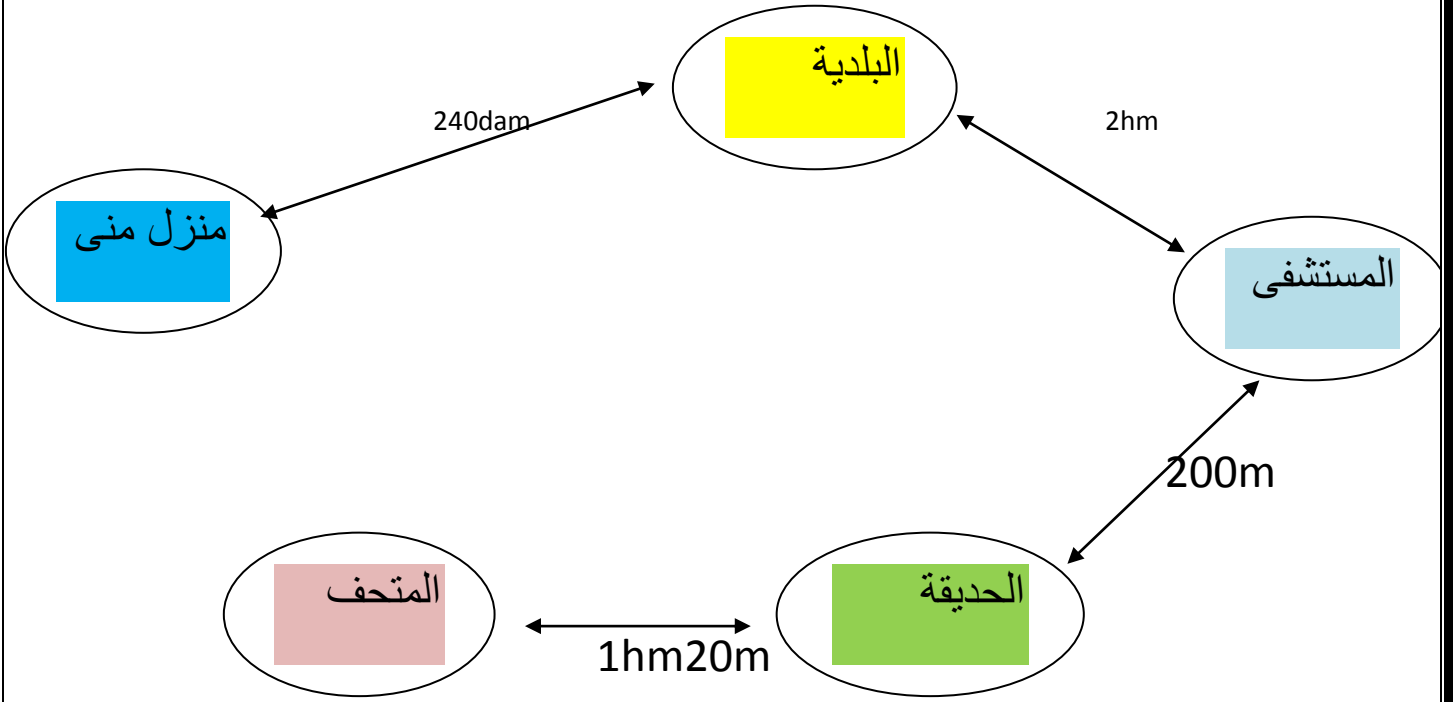 البلدية
240dam
2hm
منزل منى
المستشفى
200m
المتحف
الحديقة
1hm20m